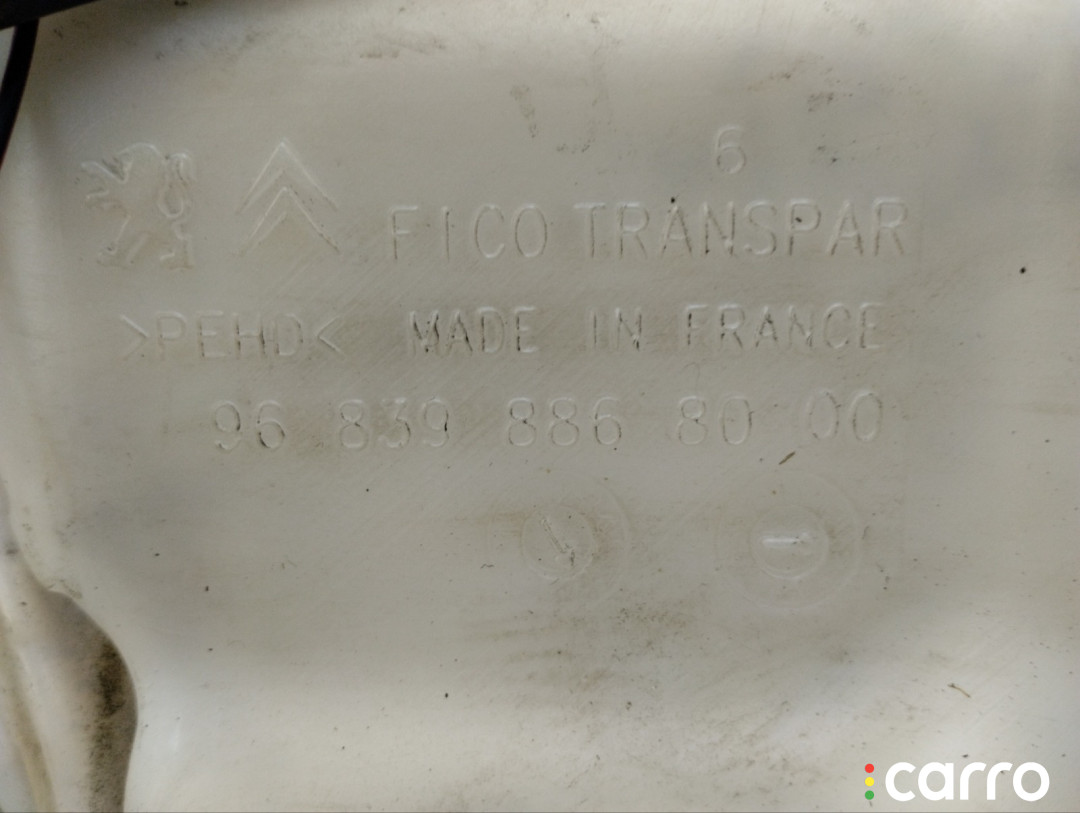 6
FICO TRANSPAR
>PEHD< MADE IN FRANCE
96 839 886 80 00
carro